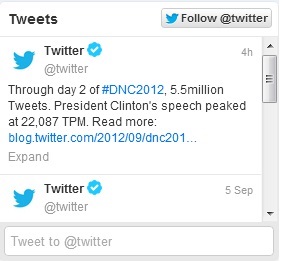 Tweets
Follow @twitter
Twitter
4h
@twitter
Through day 2 of #DNC2012, 5.5million
Tweets. President Clinton's speech peaked
at 22,087 TPM. Read more:
blog.twitter.com/2012/09/dnc201…
Expand
Twitter
5 Sep
@twitter
Tweet to @twitter